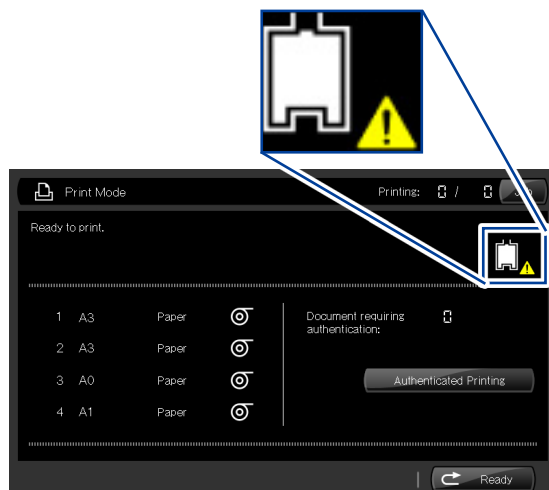 Print Mode
Printing: 0 / 0
Ready to print.
1 A3 Paper
2 A3 Paper
3 A0 Paper
4 A1 Paper
Document requiring authentication: 0
Authenticated Printing
Ready